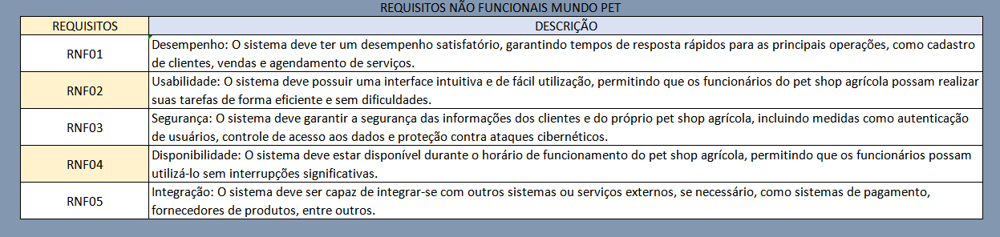 REQUISITOS NÃO FUNCIONAIS MUNDO PET
REQUISITOS DESCRIÇÃO
RNF01
Desempenho: O sistema deve ter um desempenho satisfatório, garantindo tempos de resposta rápidos para as principais operações, como cadastro
de clientes, vendas e agendamento de serviços.
RNF02
Usabilidade: O sistema deve possuir uma interface intuitiva e de fácil utilização, permitindo que os funcionários do pet shop agrícola possam realizar
suas tarefas de forma eficiente e sem dificuldades.
RNF03
Segurança: O sistema deve garantir a segurança das informações dos clientes e do próprio pet shop agrícola, incluindo medidas como autenticação
de usuários, controle de acesso aos dados e proteção contra ataques cibernéticos.
RNF04
Disponibilidade: O sistema deve estar disponível durante o horário de funcionamento do pet shop agrícola, permitindo que os funcionários possam
utilizá-lo sem interrupções significativas.
RNF05
Integração: O sistema deve ser capaz de integrar-se com outros sistemas ou serviços externos, se necessário, como sistemas de pagamento,
fornecedores de produtos, entre outros.